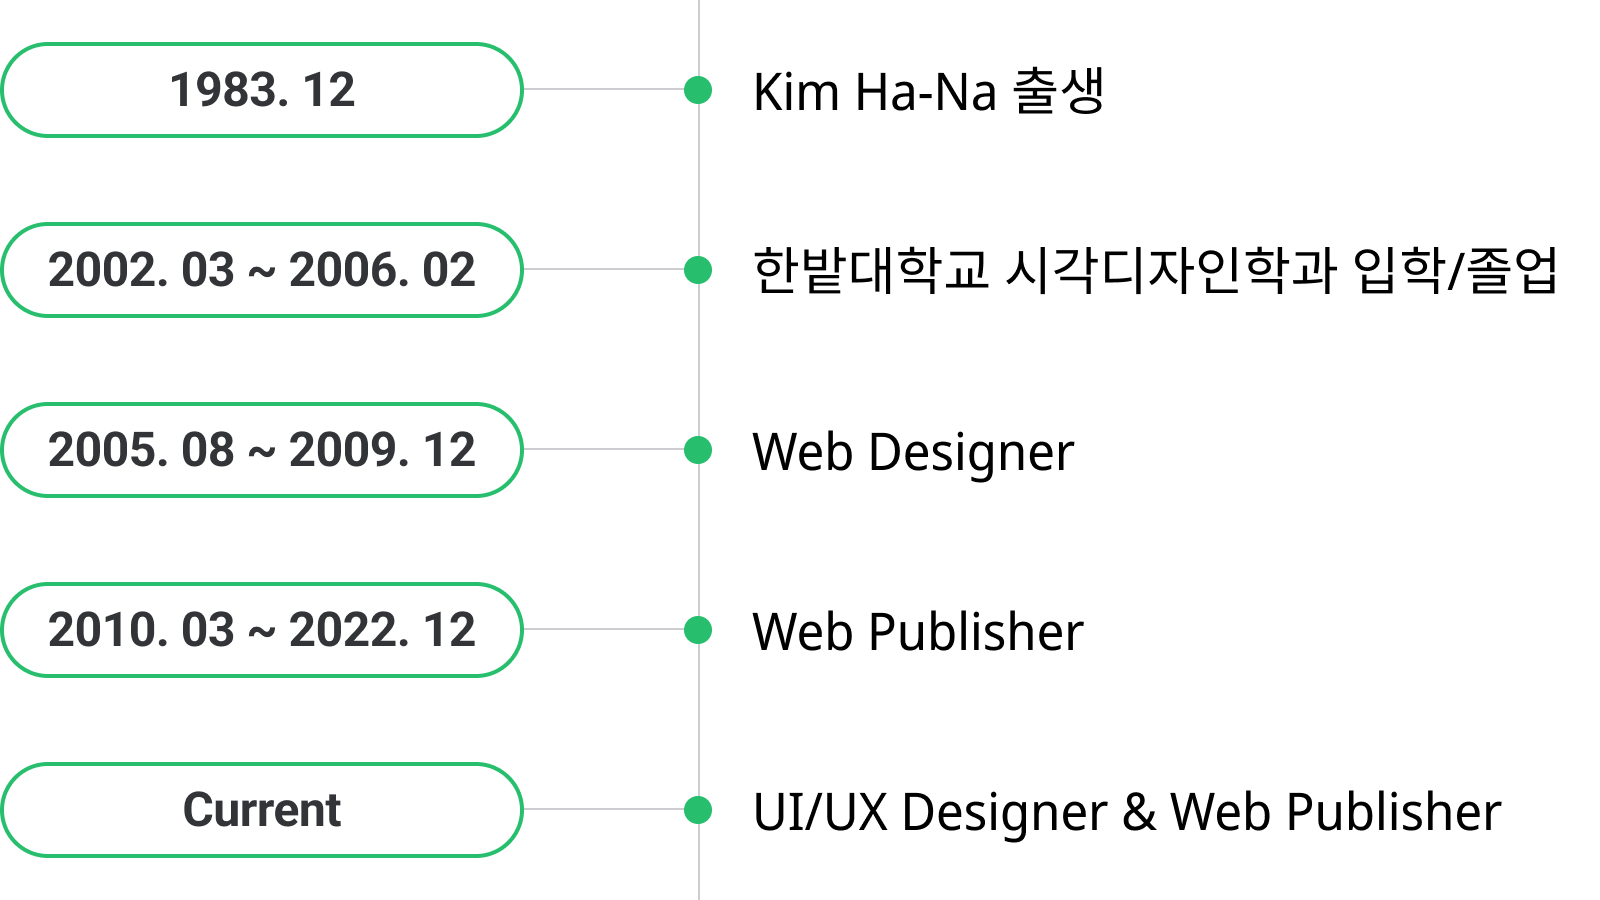 1983. 12
Kim Ha-Na 출생
2002. 03 ~ 2006. 02
한밭대학교 시각디자인학과 입학/졸업
2005. 08 ~ 2009. 12
Web Designer
2010. 03 ~ 2022. 12
Web Publisher
Current
UI/UX Designer & Web Publisher